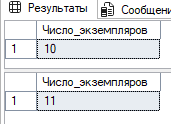 Результаты Сообщени
Число_экземпляров
1 10
Число_экземпляров
1 11